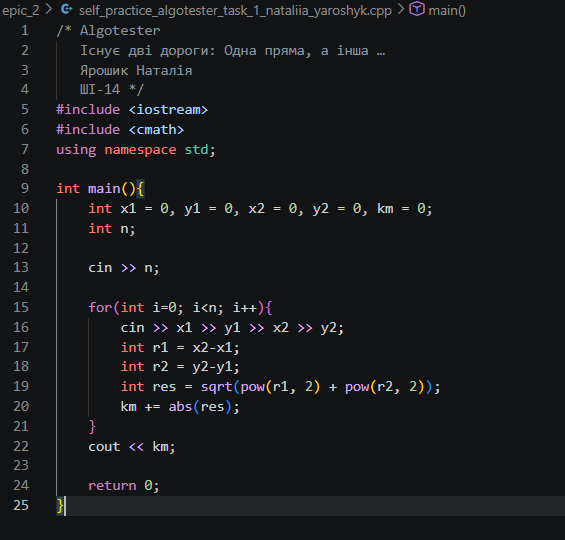 epic_2 > self_practice_algotester_task_1_nataliia_yaroshyk.cpp > main()
1 /* Algotester
2 Існує дві дороги: Одна пряма, а інша …
3 Ярошик Наталія
4 ШІ-14 */
5 #include <iostream>
6 #include <cmath>
7 using namespace std;
8
9 int main(){
10 int x1 = 0, y1 = 0, x2 = 0, y2 = 0, km = 0;
11 int n;
12
13 cin >> n;
14
15 for(int i=0; i<n; i++){
16 cin >> x1 >> y1 >> x2 >> y2;
17 int r1 = x2-x1;
18 int r2 = y2-y1;
19 int res = sqrt(pow(r1, 2) + pow(r2, 2));
20 km += abs(res);
21 }
22 cout << km;
23
24 return 0;
25 }